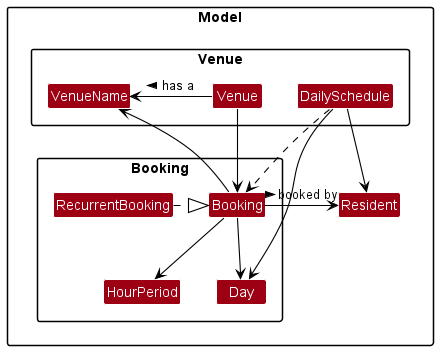 Model
Venue
VenueName
◄ has a
Venue
DailySchedule
Booking
RecurrentBooking
Booking
► booked by
Resident
HourPeriod
Day